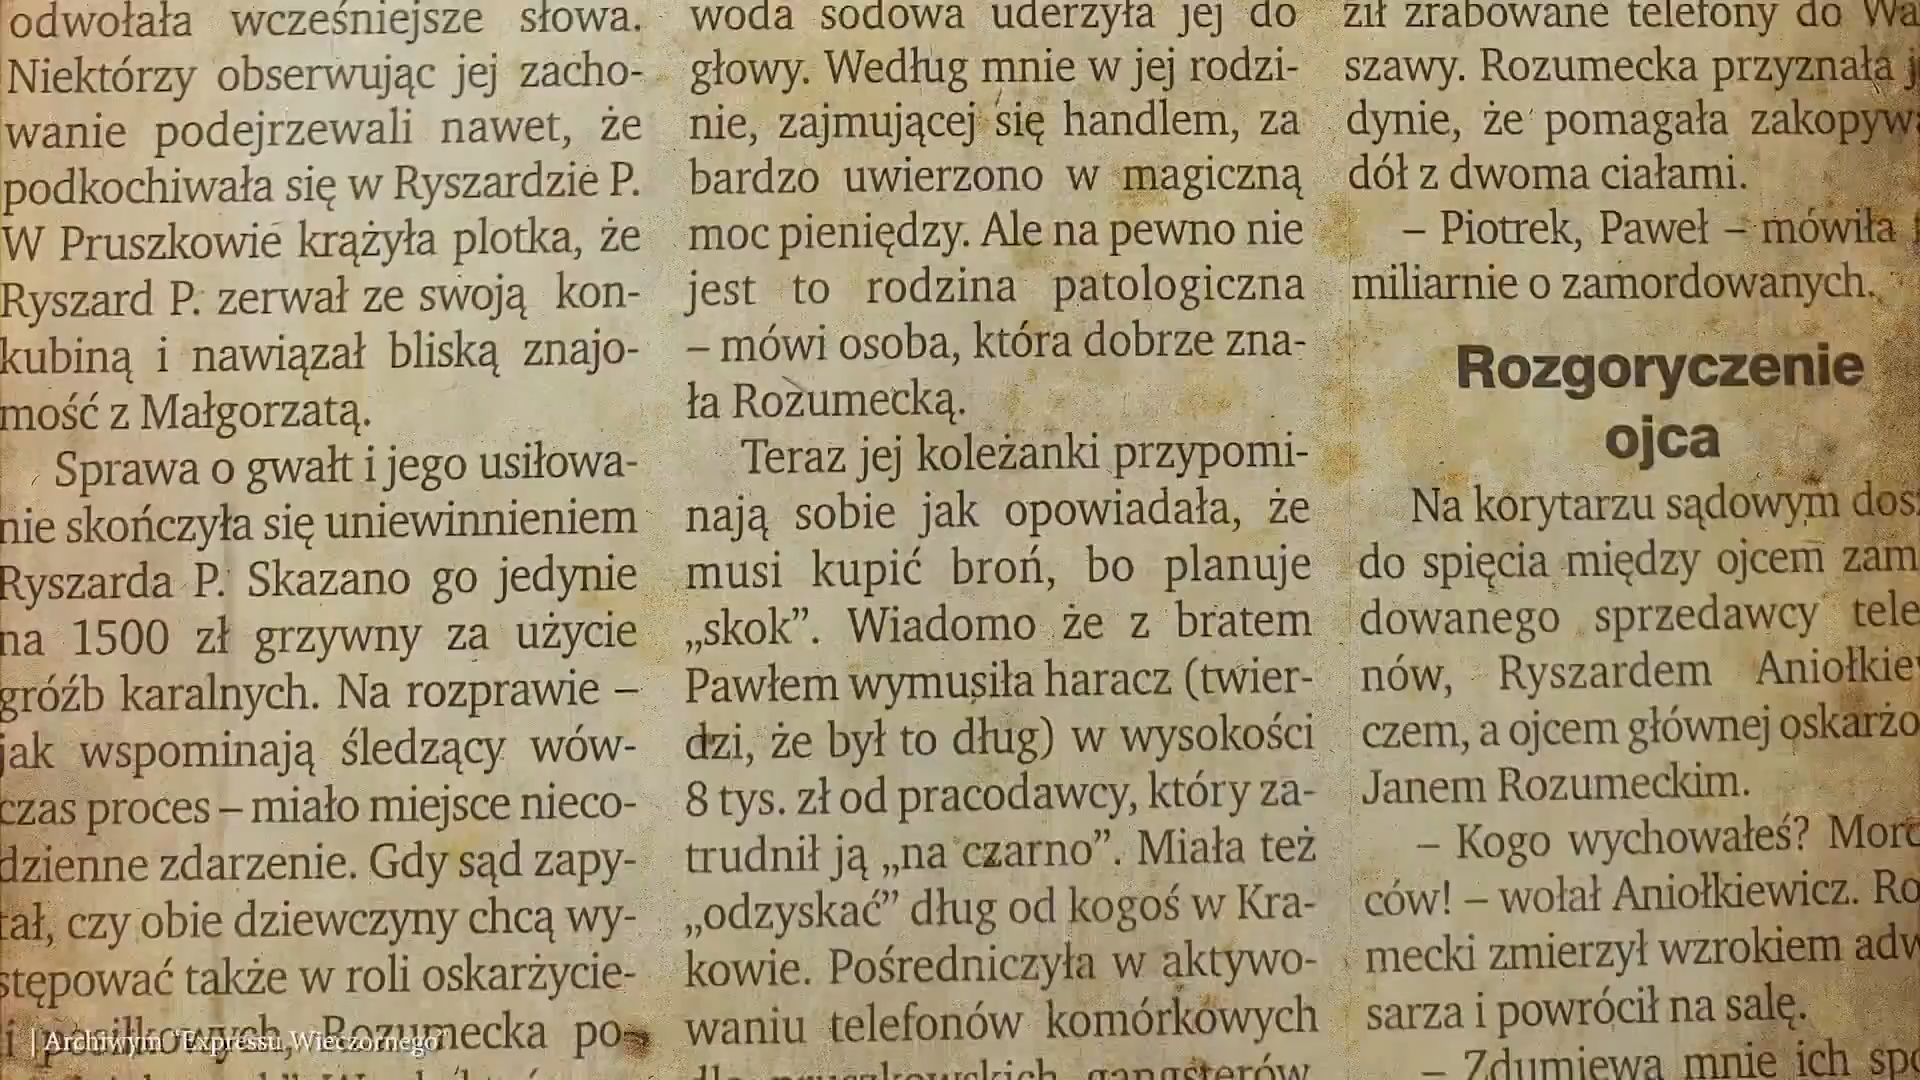 odwołała wcześniejsze słowa.
Niektórzy obserwując jej zacho-
wanie podejrzewali nawet, że
podkochiwała się w Ryszardzie P.
W Pruszkowie krążyła plotka, że
Ryszard P. zerwał ze swoją kon-
kubiną i nawiązał bliską znajo-
mość z Małgorzatą.
Sprawa o gwałt i jego usiłowa-
nie skończyła się uniewinnieniem
Ryszarda P. Skazano go jedynie
na 1500 zł grzywny za użycie
gróźb karalnych. Na rozprawie –
jak wspominają śledzący wów-
czas proces – miało miejsce nieco-
dzienne zdarzenie. Gdy sąd zapy-
tał, czy obie dziewczyny chcą wy-
stępować także w roli oskarżycie-
i posiłkowych, Rozumecka po-
woda sodowa uderzyła jej do
głowy. Według mnie w jej rodzi-
nie, zajmującej się handlem, za
bardzo uwierzono w magiczną
moc pieniędzy. Ale na pewno nie
jest to rodzina patologiczna
– mówi osoba, która dobrze zna-
ła Rozumecką.
Teraz jej koleżanki przypomi-
nają sobie jak opowiadała, że
musi kupić broń, bo planuje
„skok”. Wiadomo że z bratem
Pawłem wymusiła haracz (twier-
dzi, że był to dług) w wysokości
8 tys. zł od pracodawcy, który za-
trudnił ją „na czarno”. Miała też
„odzyskać” dług od kogoś w Kra-
kowie. Pośredniczyła w aktywo-
waniu telefonów komórkowych
dla pruszkowskich gangsterów
ził zrabowane telefony do Wa
szawy. Rozumecka przyznała j
dynie, że pomagała zakopyw
dół z dwoma ciałami.
– Piotrek, Paweł – mówiła f
miliarnie o zamordowanych.
Rozgoryczenie
ojca
Na korytarzu sądowym dosz
do spięcia między ojcem zam
dowanego sprzedawcy tele
nów, Ryszardem Aniołkie
czem, a ojcem głównej oskarżo
Janem Rozumeckim.
– Kogo wychowałeś? Mord
ców! – wołał Aniołkiewicz. Ro
mecki zmierzył wzrokiem adw
sarza i powrócił na salę.
– Zdumiewa mnie ich spo
| Archiwym "Expressu Wieczornego"